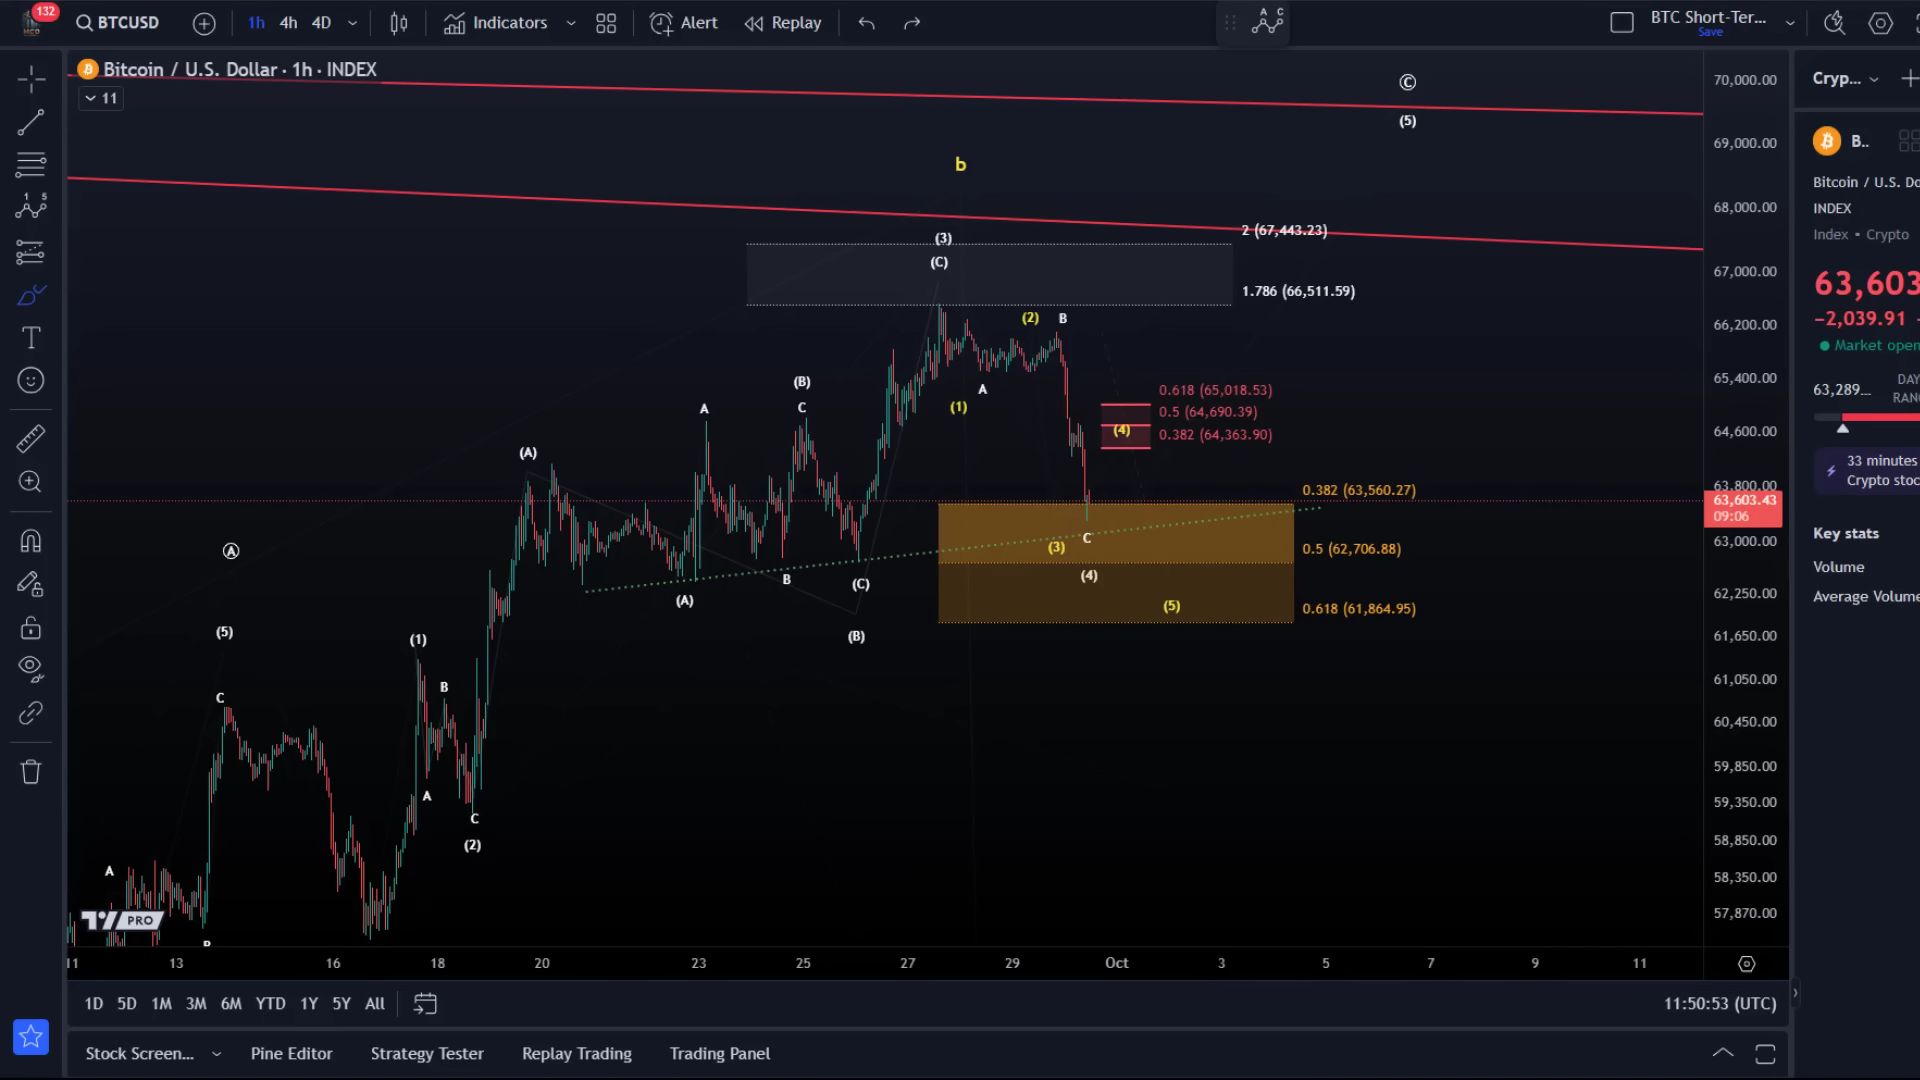 132
MICO
BTCUSD
1h 4h 4D
Indicators
Alert
Replay
A C
BTC Short-Ter...
Save
Bitcoin / U.S. Dollar · 1h · INDEX
11
Ⓒ
(5)
b
2 (67,443.23)
(3)
(C)
1.786 (66,511.59)
(2) B
A
(1)
0.618 (65,018.53)
0.5 (64,690.39)
0.382 (64,363.90)
(4)
(B)
A C
(A)
0.382 (63,560.27)
Ⓐ
(3) C
0.5 (62,706.88)
(4)
B (C)
(A)
(5)
0.618 (61,864.95)
(5)
(1)
(B)
C
B
A
C
(2)
A
B
TV PRO
70,000.00
69,000.00
68,000.00
67,000.00
66,200.00
65,400.00
64,600.00
63,800.00
63,603.43
09:06
63,000.00
62,250.00
61,650.00
61,050.00
60,450.00
59,850.00
59,350.00
58,850.00
58,350.00
57,870.00
11 13 16 18 20 23 25 27 29 Oct 3 5 7 9 11
1D 5D 1M 3M 6M YTD 1Y 5Y All
11:50:53 (UTC)
Stock Screen... Pine Editor Strategy Tester Replay Trading Trading Panel
Cryp...
B..
Bitcoin / U.S. Do
INDEX
Index • Crypto
63,603
−2,039.91
Market open
63,289...
DAY
RANG
33 minutes
Crypto stoc
Key stats
Volume
Average Volume